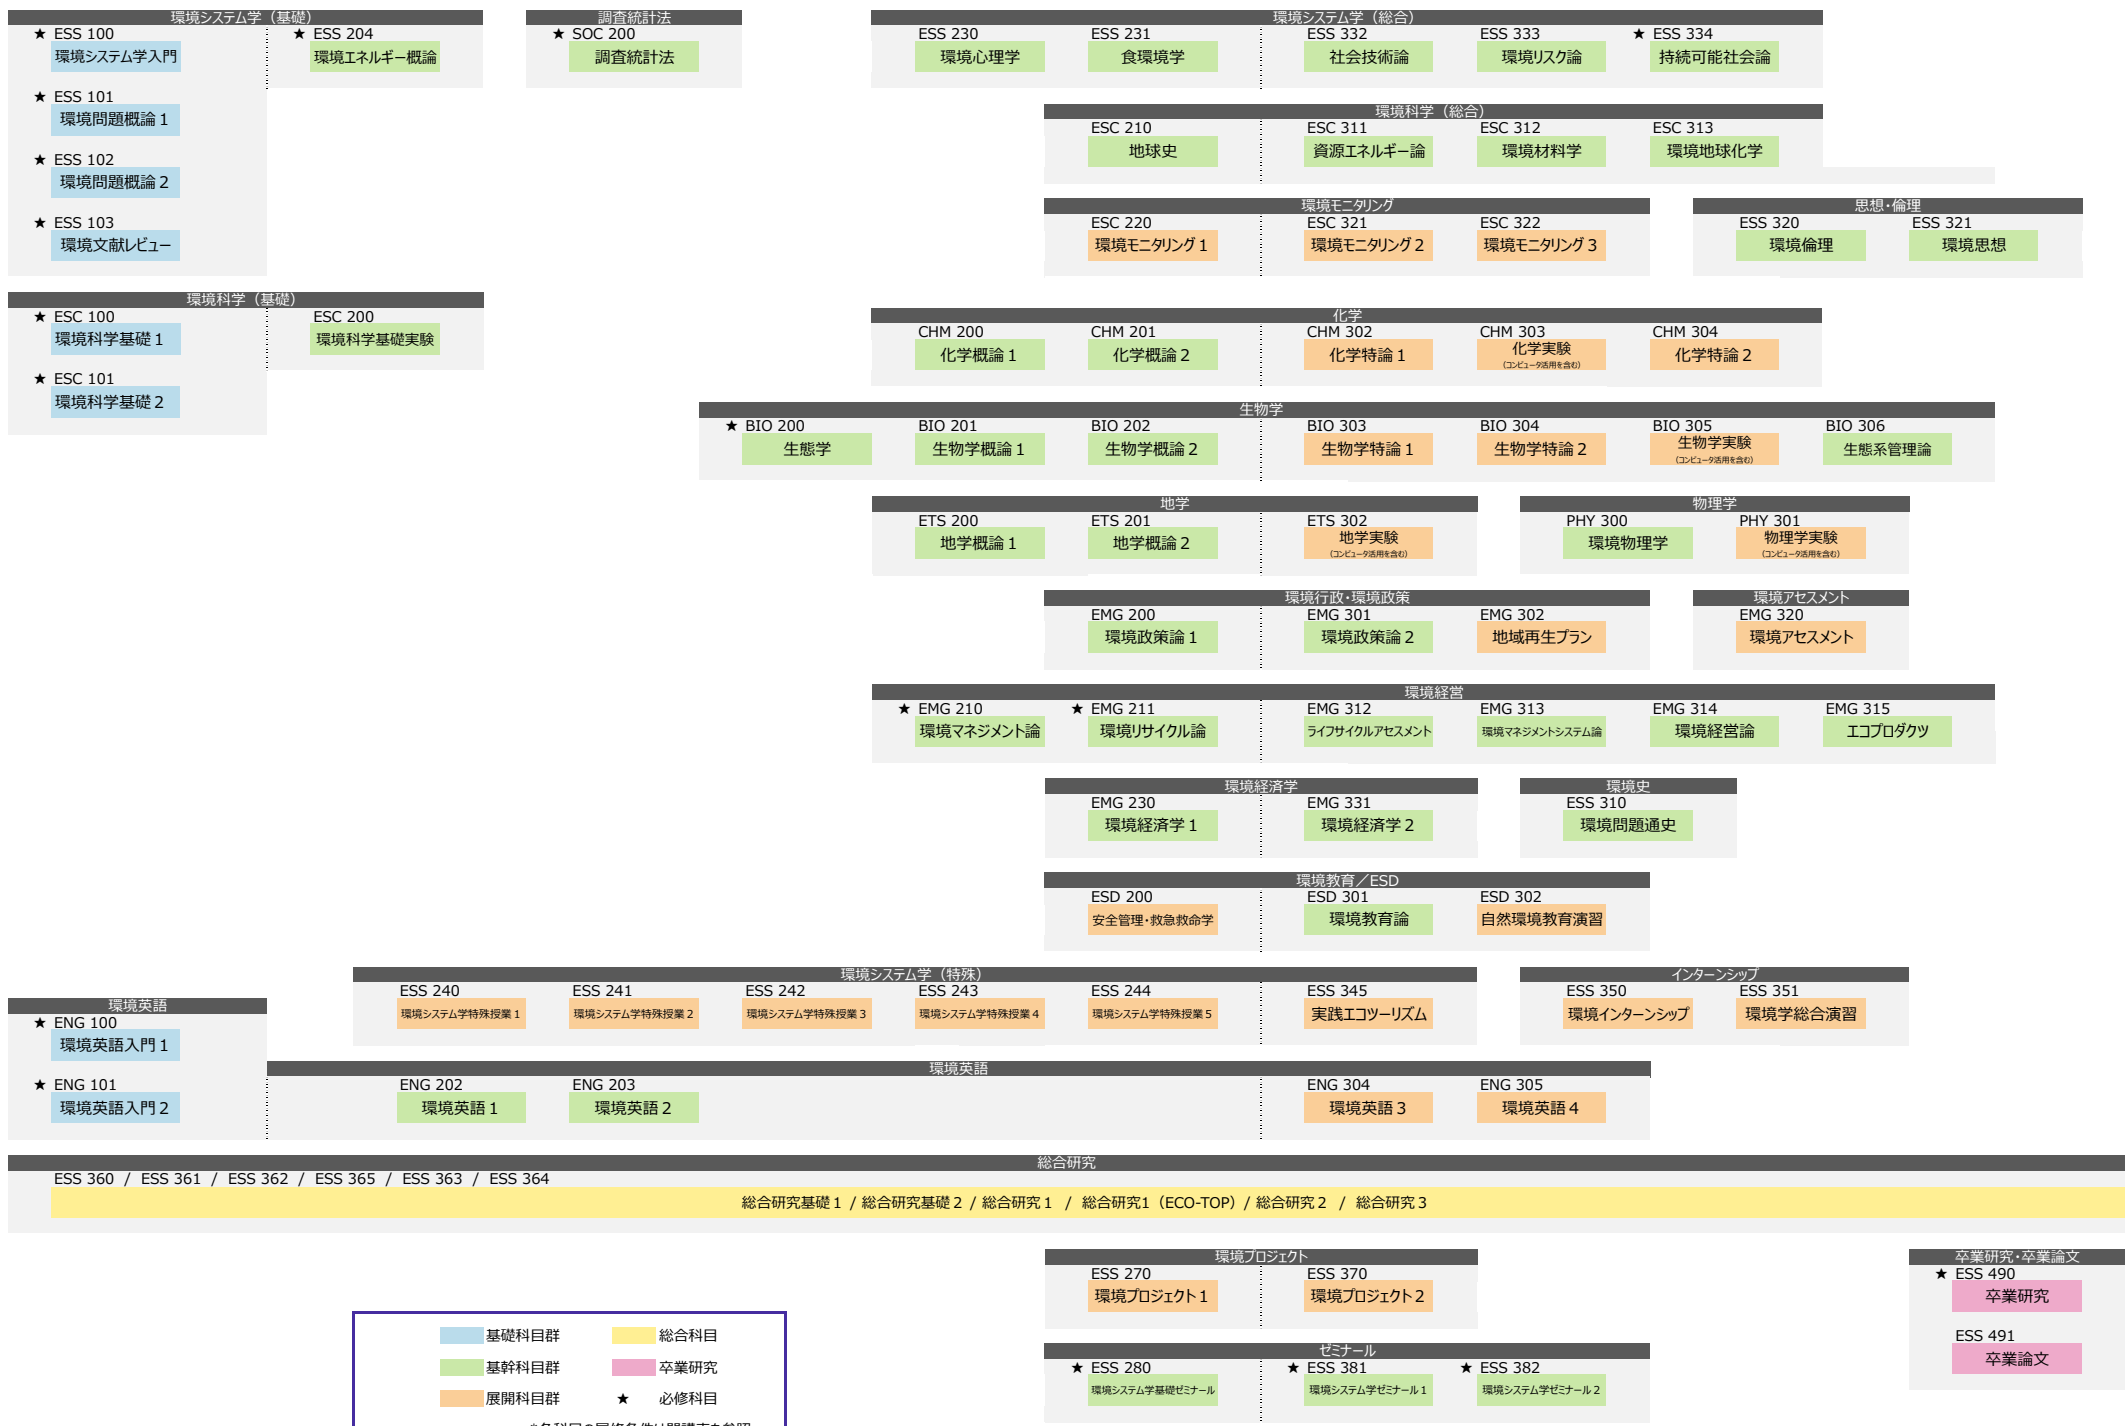 環境システム学（基礎）
★ ESS 100
環境システム学入門
★ ESS 204
環境エネルギー概論
★ ESS 101
環境問題概論１
★ ESS 102
環境問題概論２
★ ESS 103
環境文献レビュー
調査統計法
★ SOC 200
調査統計法
環境システム学（総合）
ESS 230 ESS 231 ESS 332 ESS 333 ★ ESS 334
環境心理学 食環境学 社会技術論 環境リスク論 持続可能社会論
環境科学（総合）
ESC 210 ESC 311 ESC 312 ESC 313
地球史 資源エネルギー論 環境材料学 環境地球化学
環境モニタリング
ESC 220 ESC 321 ESC 322
環境モニタリング１ 環境モニタリング２ 環境モニタリング３
思想・倫理
ESS 320 ESS 321
環境倫理 環境思想
環境科学（基礎）
★ ESC 100 ESC 200
環境科学基礎１ 環境科学基礎実験
★ ESC 101
環境科学基礎２
化学
CHM 200 CHM 201 CHM 302 CHM 303 CHM 304
化学概論１ 化学概論２ 化学特論１ 化学実験 化学特論２
（コンピュータ活用を含む）
生物学
★ BIO 200 BIO 201 BIO 202 BIO 303 BIO 304 BIO 305 BIO 306
生態学 生物学概論１ 生物学概論２ 生物学特論１ 生物学特論２ 生物学実験 生態系管理論
（コンピュータ活用を含む）
地学
ETS 200 ETS 201 ETS 302
地学概論１ 地学概論２ 地学実験
（コンピュータ活用を含む）
物理学
PHY 300 PHY 301
環境物理学 物理学実験
（コンピュータ活用を含む）
環境行政・環境政策
EMG 200 EMG 301 EMG 302
環境政策論１ 環境政策論２ 地域再生プラン
環境アセスメント
EMG 320
環境アセスメント
環境経営
★ EMG 210 ★ EMG 211 EMG 312 EMG 313 EMG 314 EMG 315
環境マネジメント論 環境リサイクル論 ライフサイクルアセスメント 環境マネジメントシステム論 環境経営論 エコプロダクツ
環境経済学
EMG 230 EMG 331
環境経済学１ 環境経済学２
環境史
ESS 310
環境問題通史
環境教育／ESD
ESD 200 ESD 301 ESD 302
安全管理・救急救命学 環境教育論 自然環境教育演習
環境システム学（特殊）
ESS 240 ESS 241 ESS 242 ESS 243 ESS 244 ESS 345
環境システム学特殊授業１ 環境システム学特殊授業２ 環境システム学特殊授業３ 環境システム学特殊授業４ 環境システム学特殊授業５ 実践エコツーリズム
インターンシップ
ESS 350 ESS 351
環境インターンシップ 環境学総合演習
環境英語
★ ENG 100
環境英語入門１
★ ENG 101
環境英語入門２
環境英語
ENG 202 ENG 203 ENG 304 ENG 305
環境英語１ 環境英語２ 環境英語３ 環境英語４
総合研究
ESS 360 / ESS 361 / ESS 362 / ESS 365 / ESS 363 / ESS 364
総合研究基礎１ / 総合研究基礎２ / 総合研究１ / 総合研究1（ECO-TOP）/ 総合研究２ / 総合研究３
環境プロジェクト
ESS 270 ESS 370
環境プロジェクト１ 環境プロジェクト２
卒業研究・卒業論文
★ ESS 490
卒業研究
ESS 491
卒業論文
ゼミナール
★ ESS 280 ★ ESS 381 ★ ESS 382
環境システム学基礎ゼミナール 環境システム学ゼミナール１ 環境システム学ゼミナール２
基礎科目群 総合科目
基幹科目群 卒業研究
展開科目群 ★ 必修科目